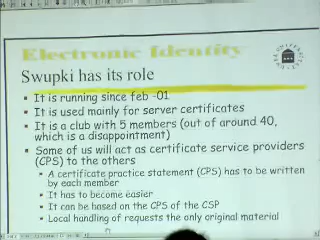 Electronic Identity
Swupki has its role
It is running since feb -01
It is used mainly for server certificates
It is a club with 5 members (out of around 40,
which is a disappointment)
Some of us will act as certificate service providers
(CPS) to the others
A certificate practice statement (CPS) has to be written
by each member
It has to become easier
It can be based on the CPS of the CSP
Local handling of requests the only original material